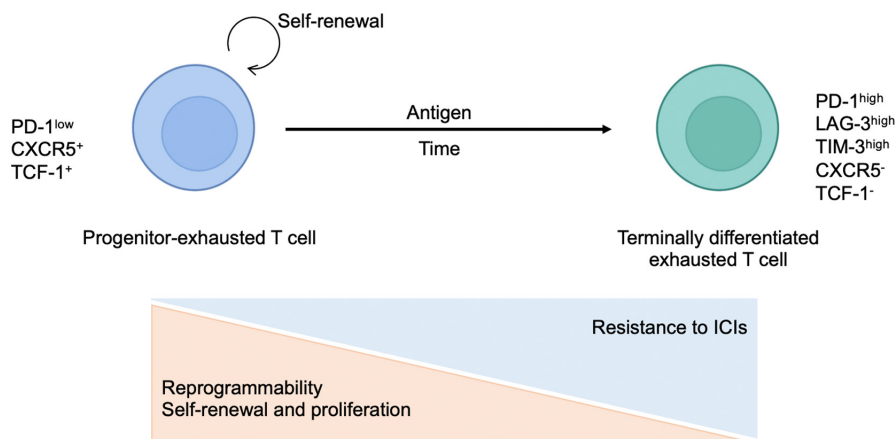 Self-renewal
PD-1low
CXCR5+
TCF-1+
Antigen
Time
PD-1high
LAG-3high
TIM-3high
CXCR5-
TCF-1-
Progenitor-exhausted T cell
Terminally differentiated
exhausted T cell
Resistance to ICIs
Reprogrammability
Self-renewal and proliferation